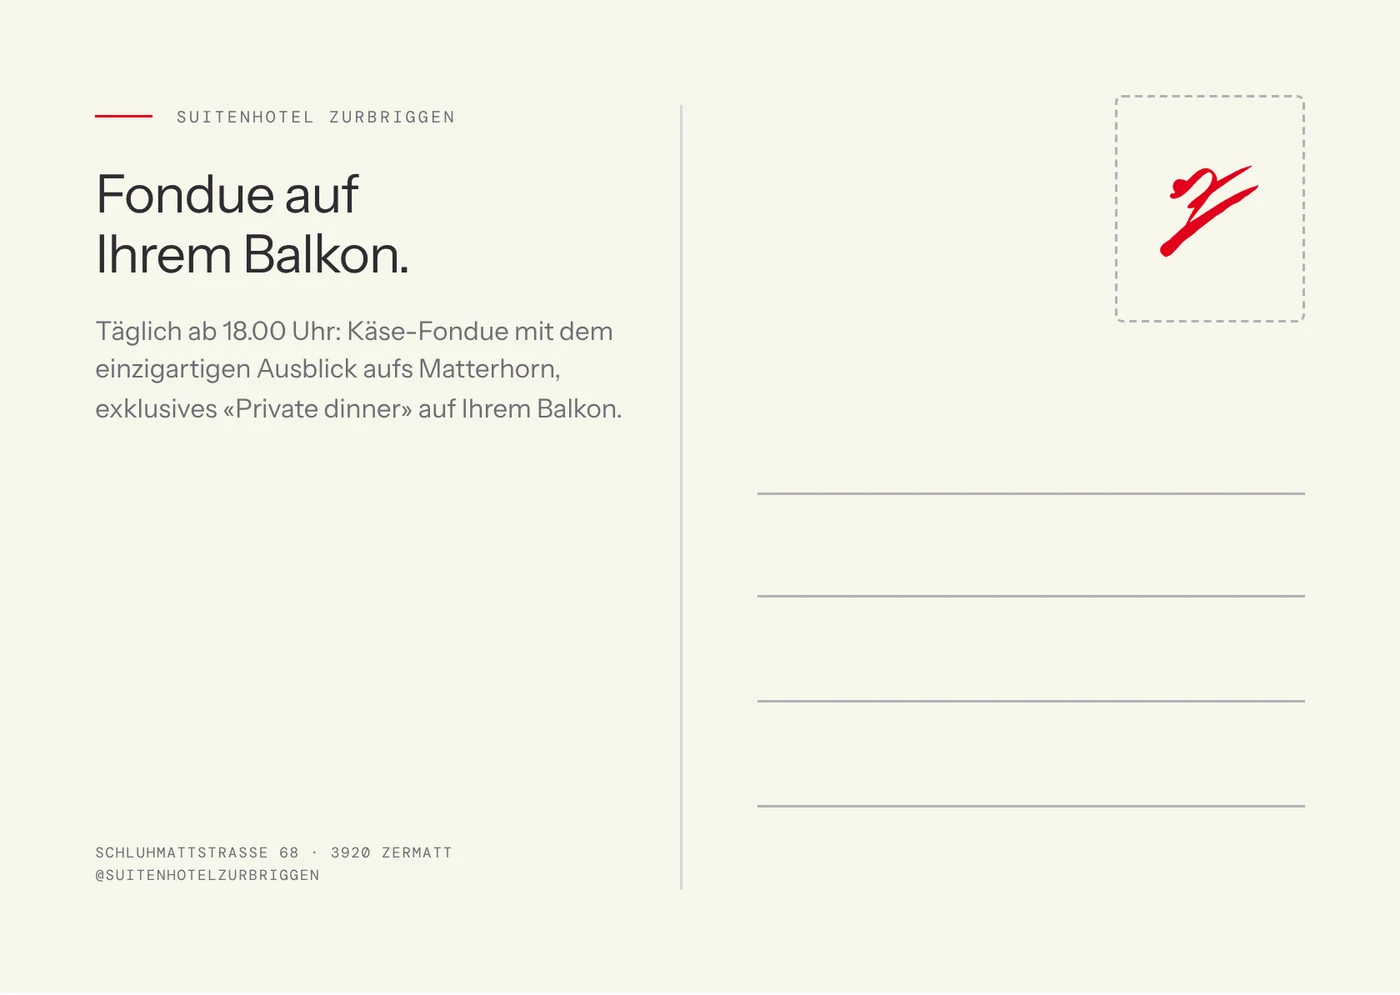 SUITENHOTEL ZURBRIGGEN
Fondue auf
Ihrem Balkon.
Täglich ab 18.00 Uhr: Käse-Fondue mit dem
einzigartigen Ausblick aufs Matterhorn,
exklusives «Private dinner» auf Ihrem Balkon.
SCHLUHMATTSTRASSE 68 · 3920 ZERMATT
@SUITENHOTELZURBRIGGEN